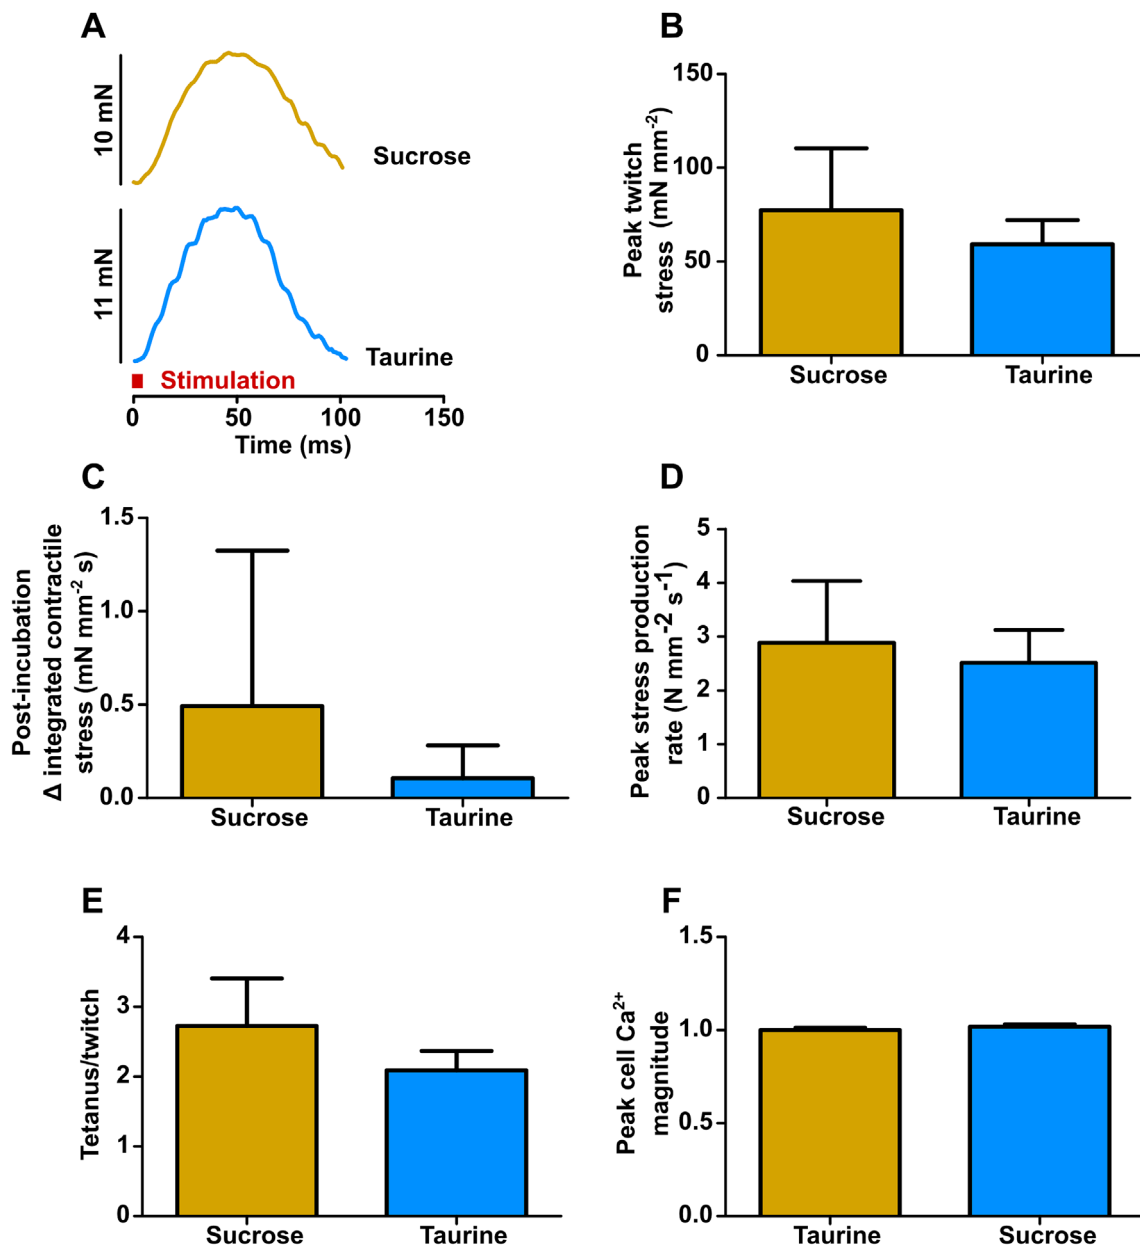 A
10 mN
Sucrose
11 mN
Taurine
Stimulation
0 50 100 150
Time (ms)
B
Peak twitch
stress (mN mm-2)
150
100
50
0
Sucrose Taurine
C
Post-incubation
Δ integrated contractile
stress (mN mm-2 s)
1.5
1.0
0.5
0.0
Sucrose Taurine
D
Peak stress production
rate (N mm-2 s-1)
5
4
3
2
1
0
Sucrose Taurine
E
Tetanus/twitch
4
3
2
1
0
Sucrose Taurine
F
Peak cell Ca2+
magnitude
1.5
1.0
0.5
0.0
Taurine Sucrose